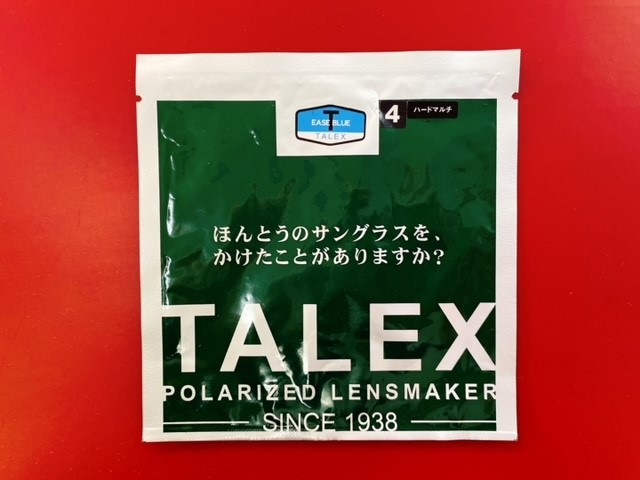 T
EASE BLUE
TALEX
4 ハードマルチ
ほんとうのサングラスを、
かけたことがありますか?
TALEX
POLARIZED LENSMAKER
SINCE 1938